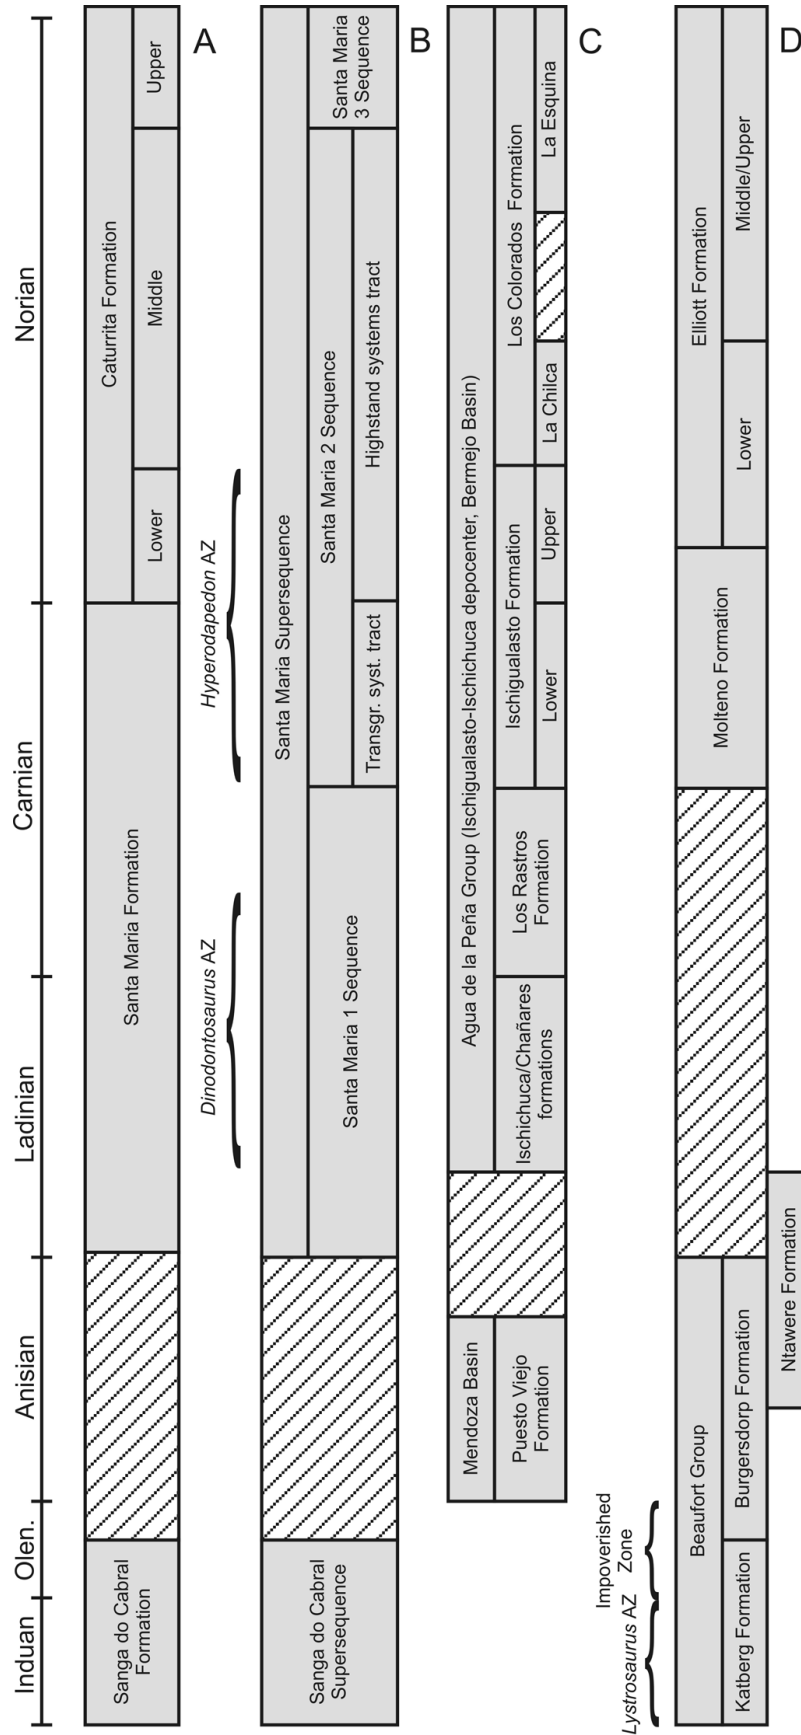 Norian
Carnian
Ladinian
Anisian
Olen.
Induan
A
Caturrita Formation
Upper
Middle
Lower
Santa Maria Formation
Sanga do Cabral
Formation
Hyperodapedon AZ
Dinodontosaurus AZ
B
Santa Maria Supersequence
Santa Maria
3 Sequence
Santa Maria 2 Sequence
Highstand systems tract
Transgr. syst. tract
Santa Maria 1 Sequence
Sanga do Cabral
Supersequence
C
Agua de la Peña Group (Ischigualasto-Ischichuca depocenter, Bermejo Basin)
Los Colorados Formation
La Esquina
La Chilca
Ischigualasto Formation
Upper
Lower
Los Rastros
Formation
Ischichuca/Chañares
formations
Mendoza Basin
Puesto Viejo
Formation
D
Elliott Formation
Middle/Upper
Lower
Molteno Formation
Beaufort Group
Burgersdorp Formation
Katberg Formation
Ntawere Formation
Impoverished
Zone
Lystrosaurus AZ